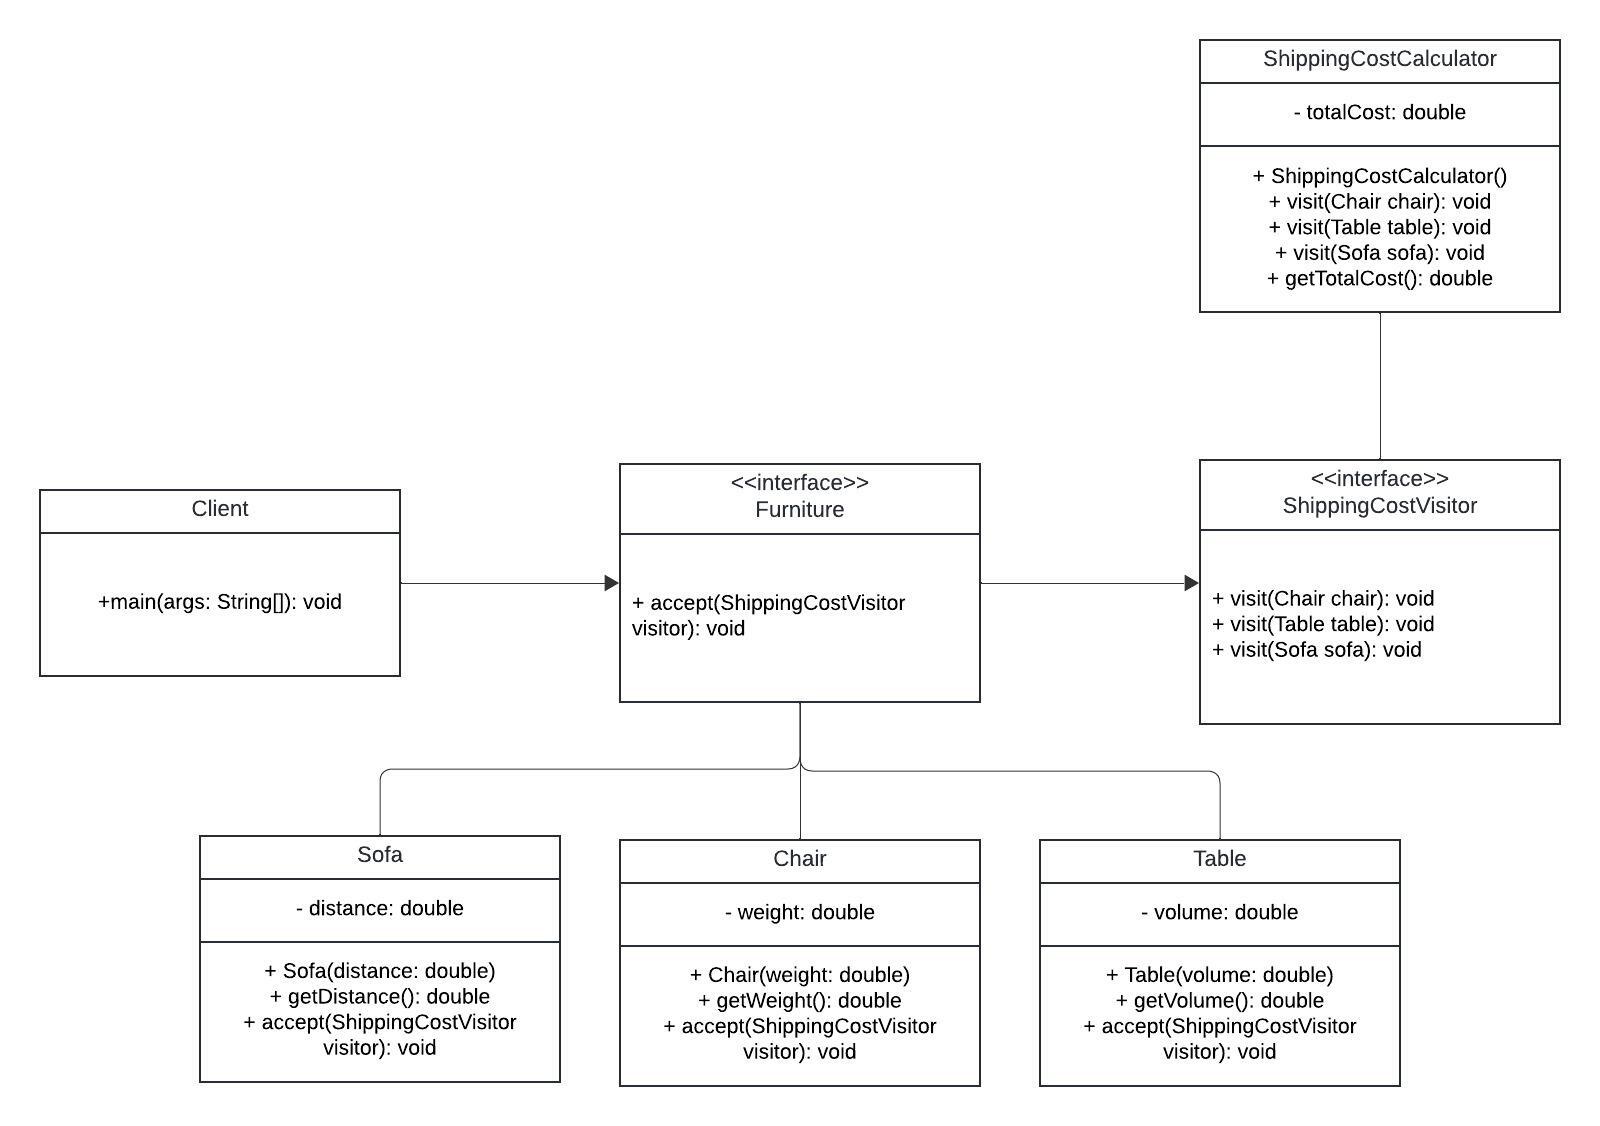 ShippingCostCalculator
- totalCost: double
+ ShippingCostCalculator()
+ visit(Chair chair): void
+ visit(Table table): void
+ visit(Sofa sofa): void
+ getTotalCost(): double
Client
+main(args: String[]): void
<<interface>>
Furniture
+ accept(ShippingCostVisitor
visitor): void
<<interface>>
ShippingCostVisitor
+ visit(Chair chair): void
+ visit(Table table): void
+ visit(Sofa sofa): void
Sofa
- distance: double
+ Sofa(distance: double)
+ getDistance(): double
+ accept(ShippingCostVisitor
visitor): void
Chair
- weight: double
+ Chair(weight: double)
+ getWeight(): double
+ accept(ShippingCostVisitor
visitor): void
Table
- volume: double
+ Table(volume: double)
+ getVolume(): double
+ accept(ShippingCostVisitor
visitor): void